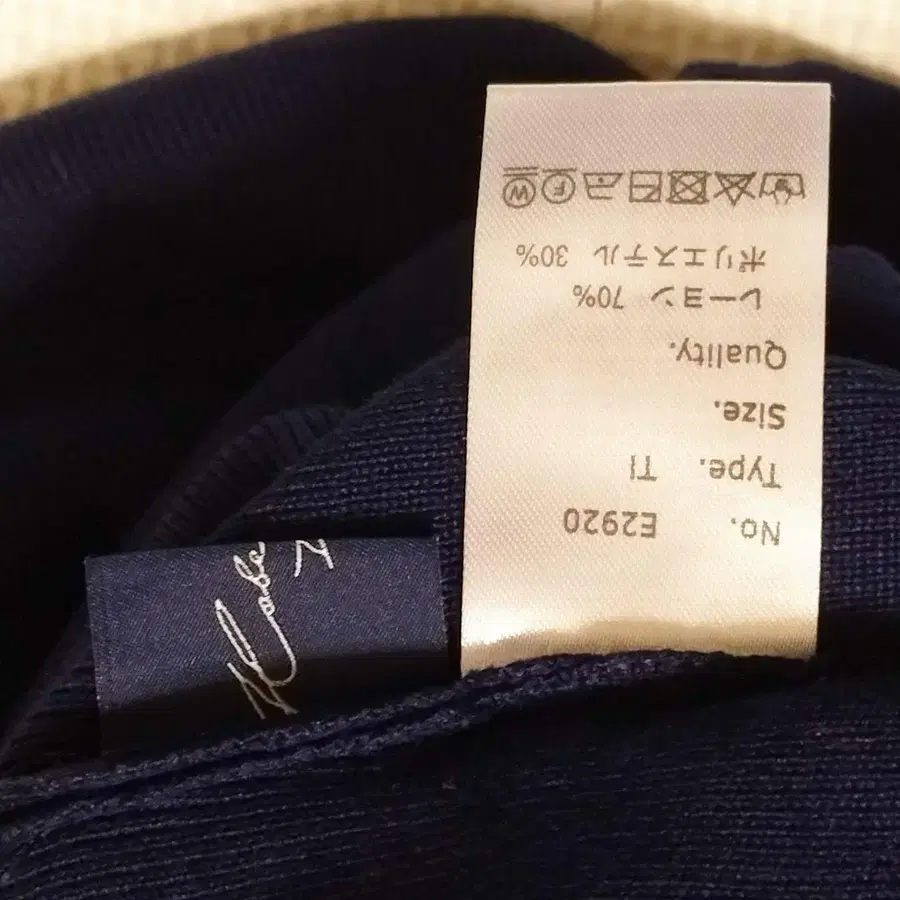 No. E2920
Type. TI
Size.
Quality.
レーヨン 70%
ポリエステル 30%
F W